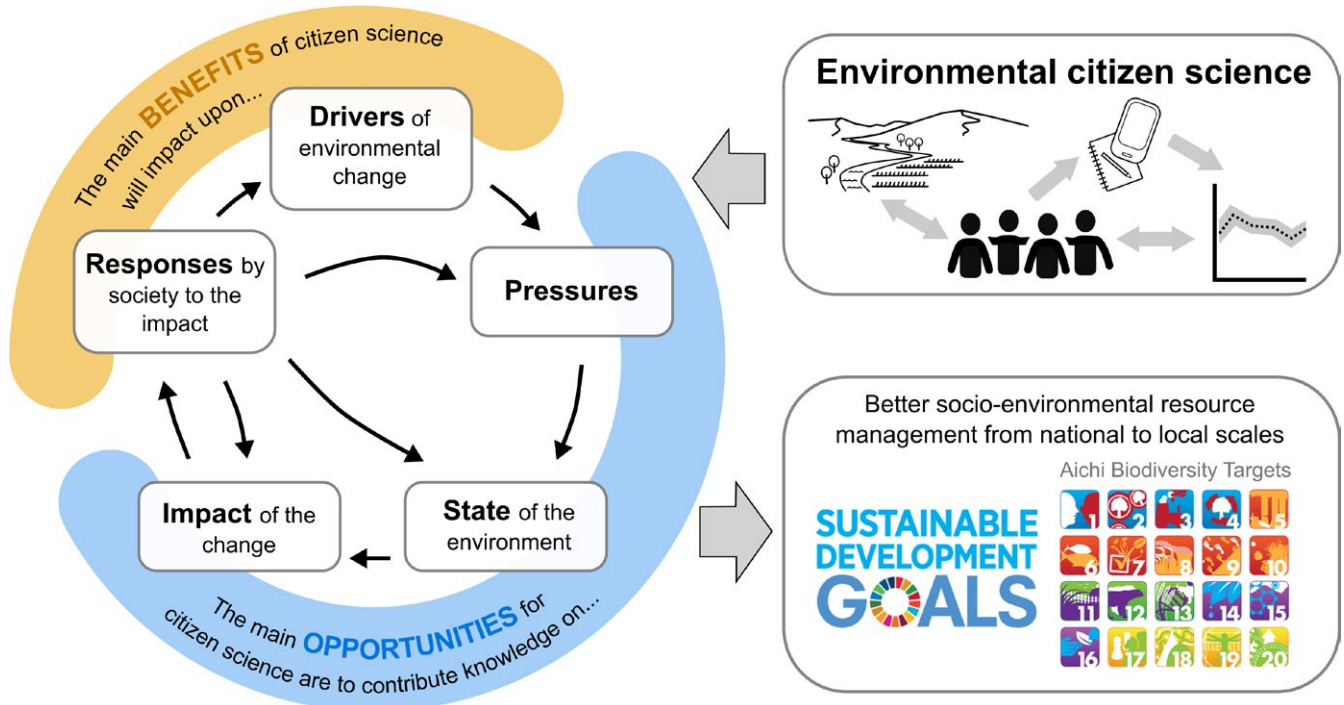 The main BENEFITS of citizen science
will impact upon...
Drivers of
environmental
change
Responses by
society to the
impact
Pressures
Impact of the
change
State of the
environment
The main OPPORTUNITIES for
citizen science are to contribute knowledge on...
Environmental citizen science
Better socio-environmental resource
management from national to local scales
Aichi Biodiversity Targets
SUSTAINABLE
DEVELOPMENT
GOALS
1 2 3 4 5
6 7 8 9 10
11 12 13 14 15
16 17 18 19 20